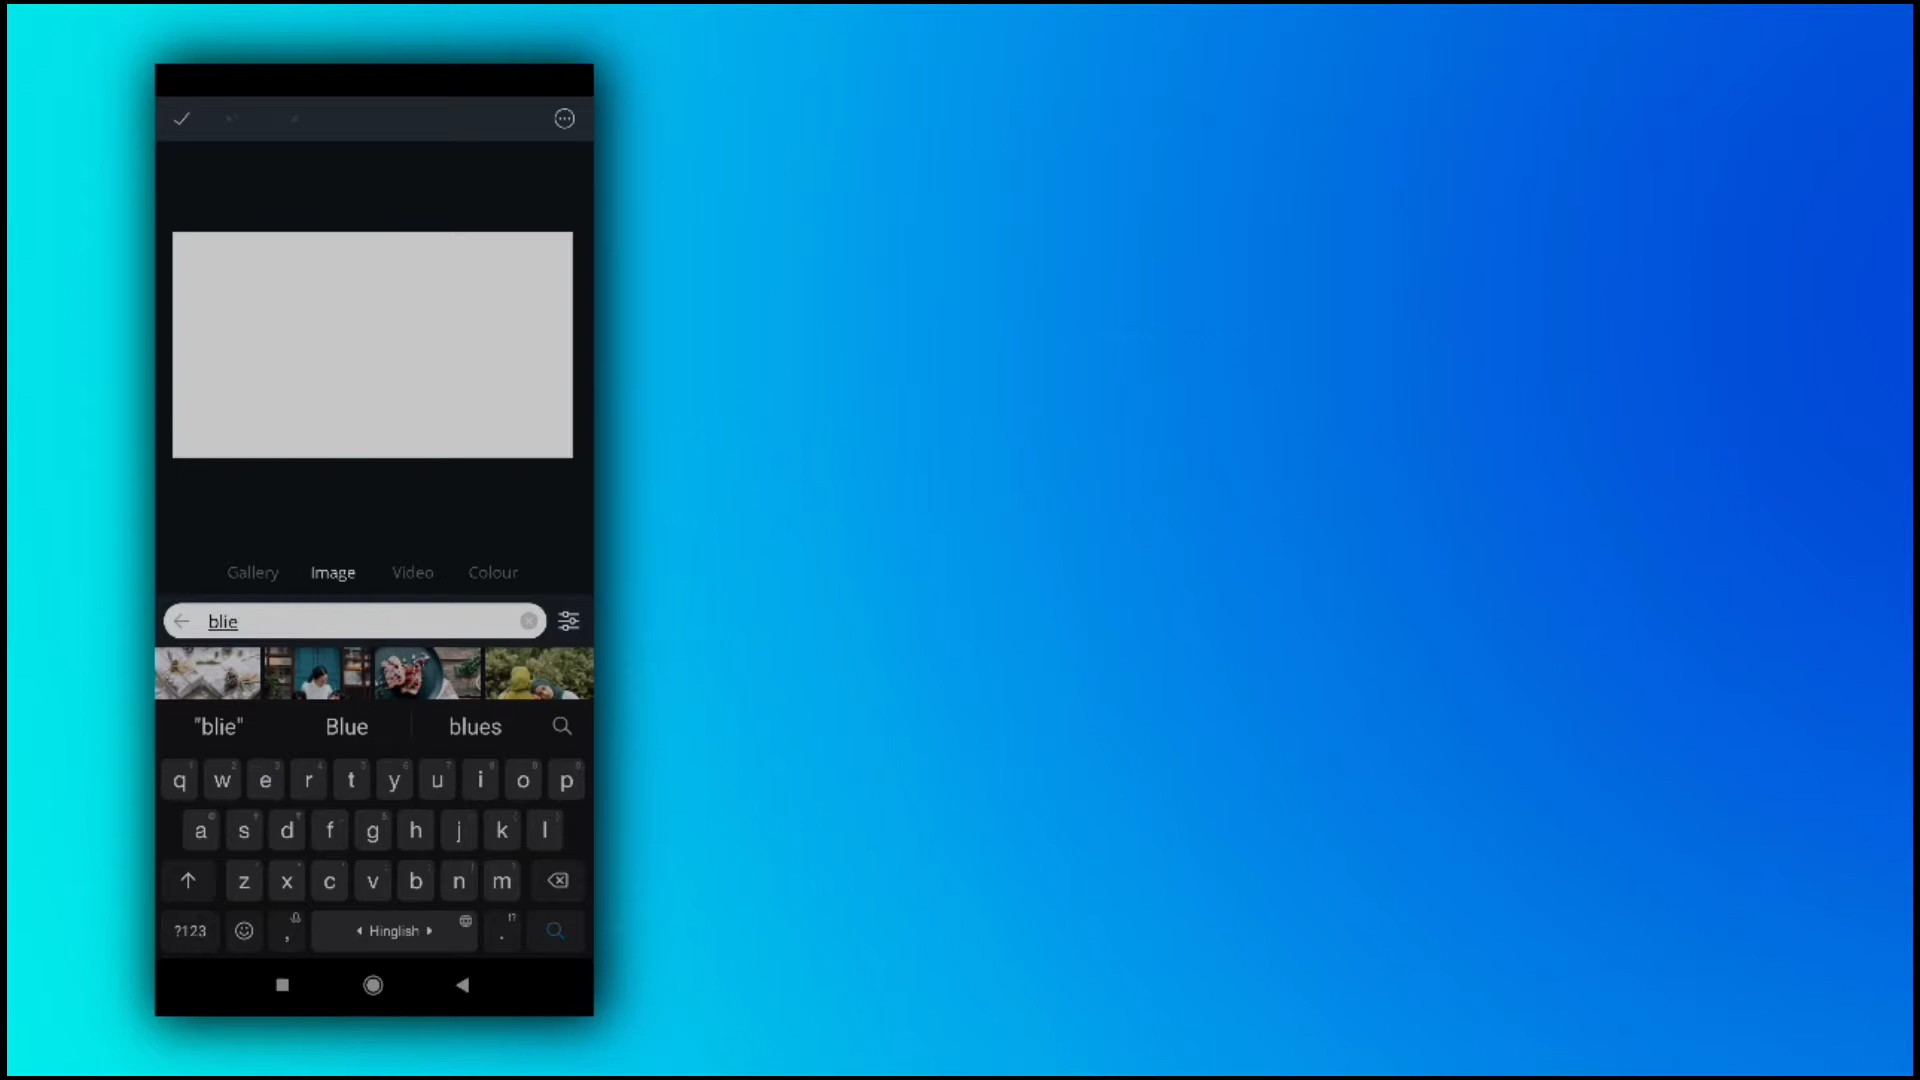 Gallery Image Video Colour
blie
"blie" Blue blues
q w e r t y u i o p
a s d f g h j k l
z x c v b n m
?123 , Hinglish .